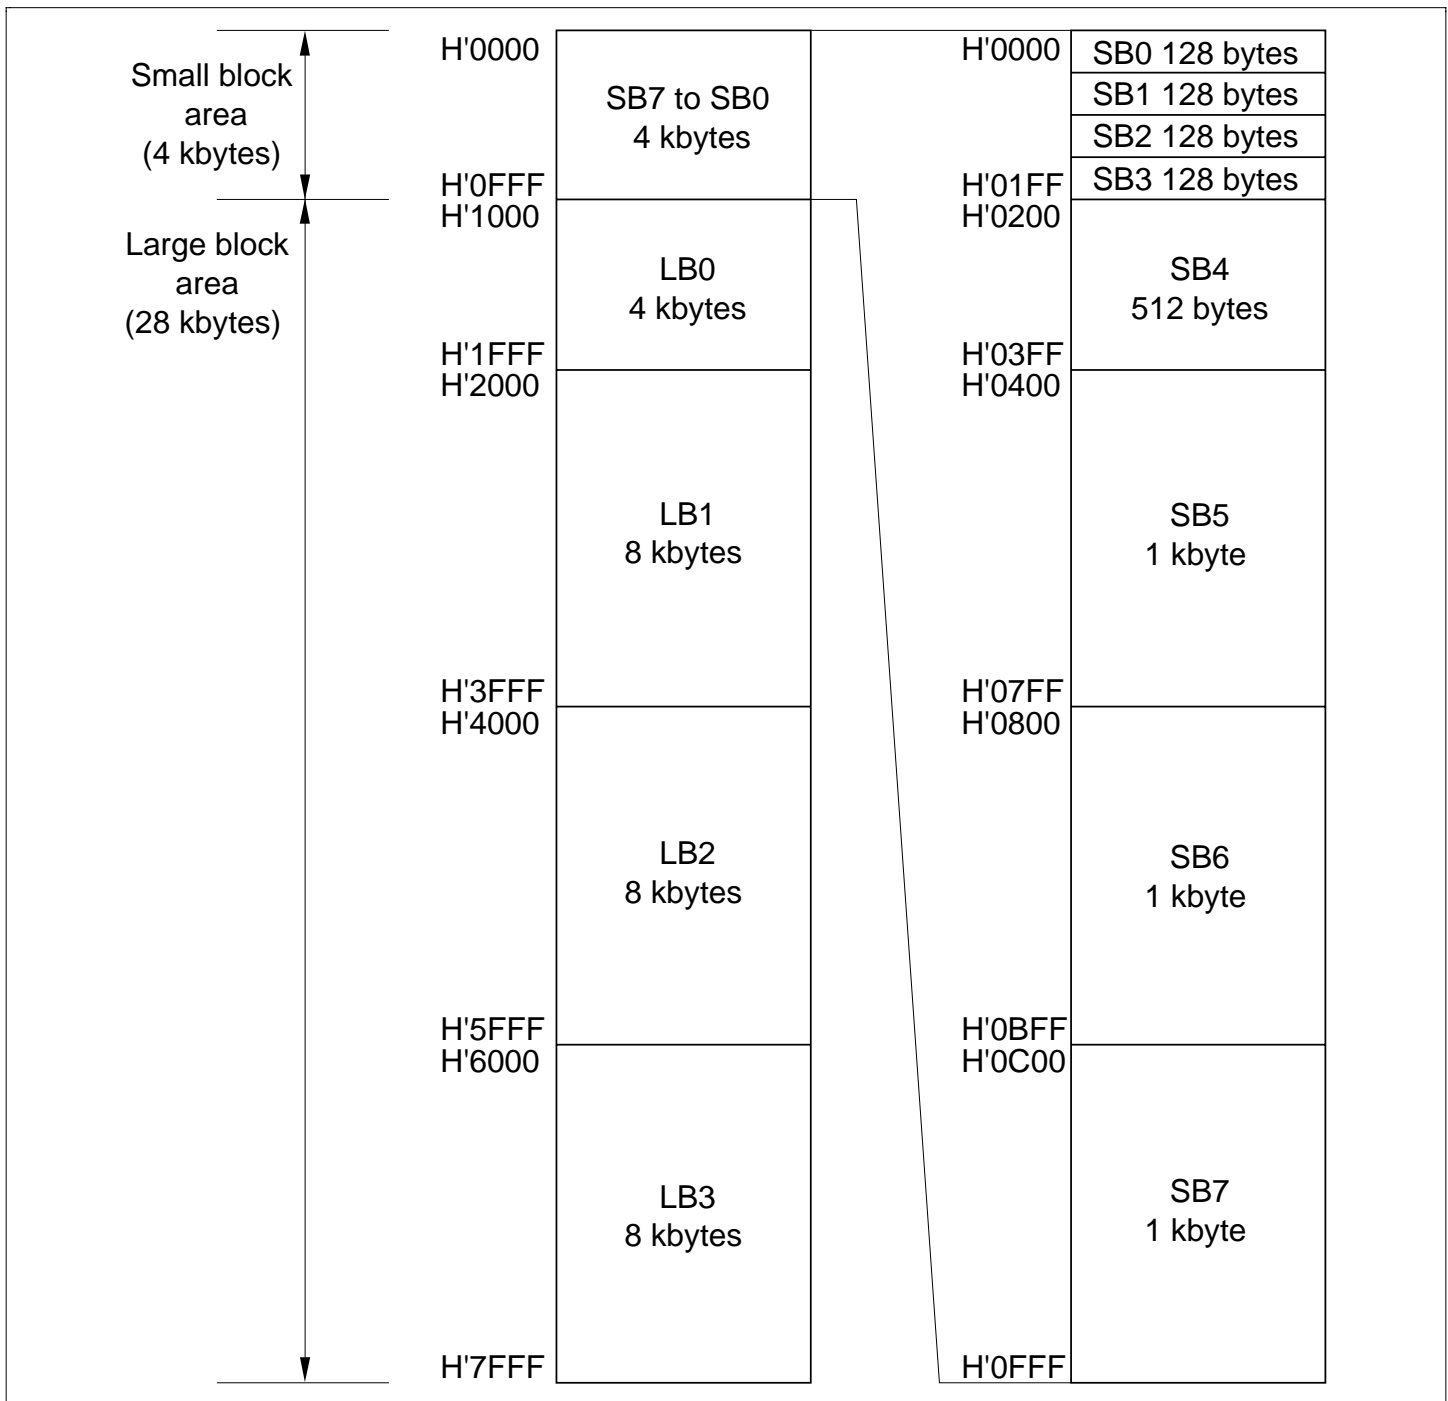 Small block
area
(4 kbytes)
Large block
area
(28 kbytes)
H'0000
SB7 to SB0
4 kbytes
H'0FFF
H'1000
LB0
4 kbytes
H'1FFF
H'2000
LB1
8 kbytes
H'3FFF
H'4000
LB2
8 kbytes
H'5FFF
H'6000
LB3
8 kbytes
H'7FFF
H'0000
SB0 128 bytes
SB1 128 bytes
SB2 128 bytes
SB3 128 bytes
H'01FF
H'0200
SB4
512 bytes
H'03FF
H'0400
SB5
1 kbyte
H'07FF
H'0800
SB6
1 kbyte
H'0BFF
H'0C00
SB7
1 kbyte
H'0FFF